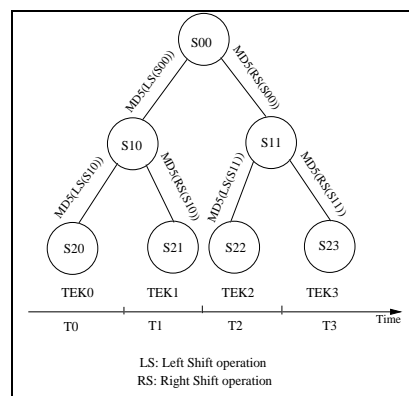 S00
MD5(LS(S00))
MD5(RS(S00))
S10
S11
MD5(LS(S10))
MD5(RS(S10))
MD5(LS(S11))
MD5(RS(S11))
S20
S21
S22
S23
TEK0 TEK1 TEK2 TEK3
Time
T0 T1 T2 T3
LS: Left Shift operation
RS: Right Shift operation